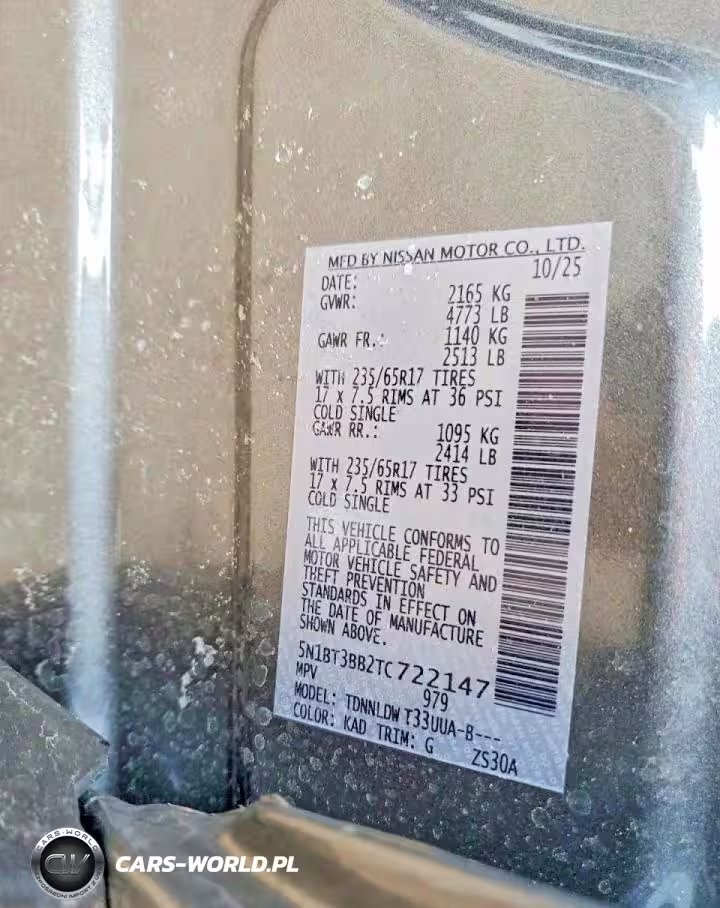 MFD BY NISSAN MOTOR CO., LTD.
DATE: 10/25
GVWR: 2165 KG
4773 LB
GAWR FR.: 1140 KG
2513 LB
WITH 235/65R17 TIRES
17 x 7.5 RIMS AT 36 PSI
COLD SINGLE
GAWR RR.: 1095 KG
2414 LB
WITH 235/65R17 TIRES
17 x 7.5 RIMS AT 33 PSI
COLD SINGLE
THIS VEHICLE CONFORMS TO
ALL APPLICABLE FEDERAL
MOTOR VEHICLE SAFETY AND
THEFT PREVENTION
STANDARDS IN EFFECT ON
THE DATE OF MANUFACTURE
SHOWN ABOVE.
5N1BT3BB2TC722147
MPV 979
MODEL: TDNNLDW T33UUA-B---
COLOR: KAD TRIM: G ZS30A
CARS-WORLD
CW
CARS-WORLD.PL